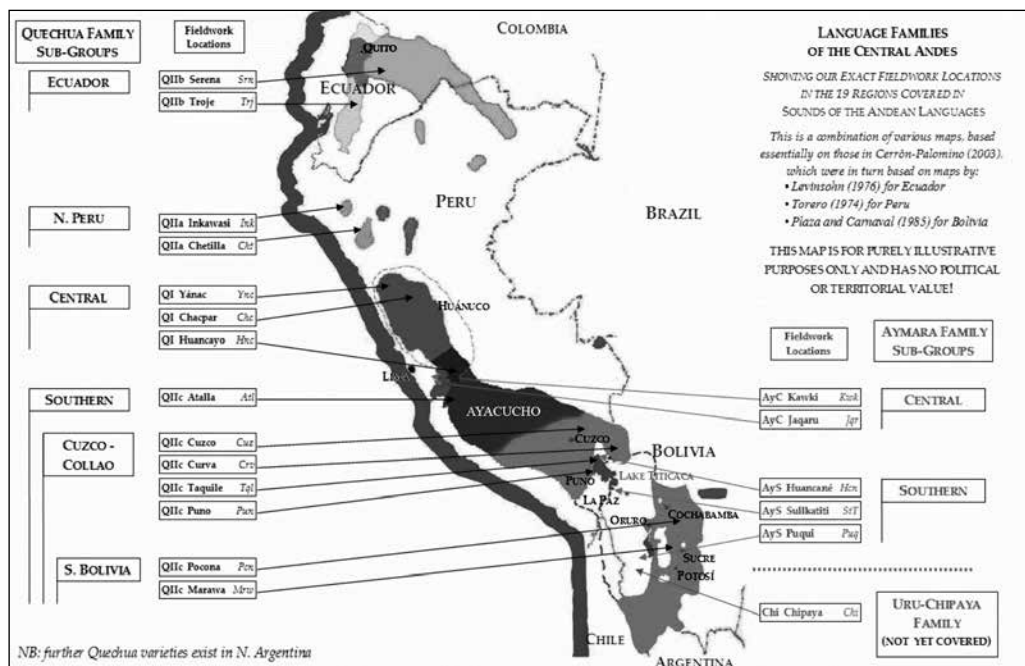 QUECHUA FAMILY
SUB-GROUPS
Fieldwork
Locations
ECUADOR
QIIb Serena Srn
QIIb Troje Trj
N. PERU
QIIa Inkawasi Ink
QIIa Chetilla Cht
CENTRAL
QI Yánac Ync
QI Chacpar Chc
QI Huancayo Hnc
SOUTHERN
QIIc Atalla Atl
CUZCO -
COLLAO
QIIc Cuzco Cuz
QIIc Curva Crv
QIIc Taquile Tql
QIIc Puno Pun
S. BOLIVIA
QIIc Pocona Pcn
QIIc Marawa Mrw
NB: further Quechua varieties exist in N. Argentina
COLOMBIA
QUITO
ECUADOR
PERU
BRAZIL
HUÁNUCO
AYACUCHO
CUZCO
BOLIVIA
PUNO
LAKE TITICACA
LA PAZ
ORURO
COCHABAMBA
SUCRE
POTOSÍ
CHILE
ARGENTINA
LANGUAGE FAMILIES
OF THE CENTRAL ANDES
SHOWING OUR EXACT FIELDWORK LOCATIONS
IN THE 19 REGIONS COVERED IN
SOUNDS OF THE ANDEAN LANGUAGES
This is a combination of various maps, based
essentially on those in Cerrón-Palomino (2003),
which were in turn based on maps by:
• Levinsohn (1976) for Ecuador
• Torero (1974) for Peru
• Plaza and Carnaval (1985) for Bolivia
THIS MAP IS FOR PURELY ILLUSTRATIVE
PURPOSES ONLY AND HAS NO POLITICAL
OR TERRITORIAL VALUE!
Fieldwork
Locations
AYMARA FAMILY
SUB-GROUPS
AyC Kawki Kwk
AyC Jaqaru Jqr
CENTRAL
AyS Huancané Hcn
AyS Sullkatiti SlT
AyS Puqui Puq
SOUTHERN
Chi Chipaya Chi
URU-CHIPAYA
FAMILY
(NOT YET COVERED)